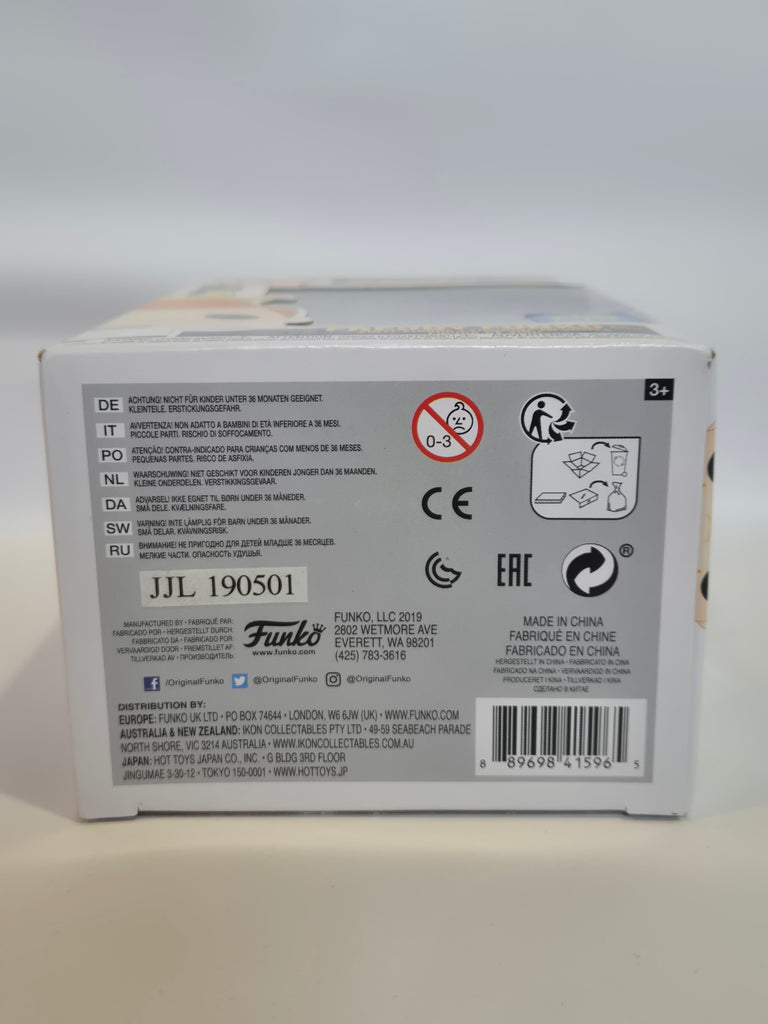 3+
DE ACHTUNG! NICHT FÜR KINDER UNTER 36 MONATEN GEEIGNET.
KLEINTEILE. ERSTICKUNGSGEFAHR.
IT AVVERTENZA! NON ADATTO A BAMBINI DI ETÀ INFERIORE A 36 MESI.
PICCOLE PARTI. RISCHIO DI SOFFOCAMENTO.
PO ATENÇÃO! CONTRA-INDICADO PARA CRIANÇAS COM MENOS DE 36 MESES.
PEQUENAS PARTES. RISCO DE ASFIXIA.
NL WAARSCHUWING! NIET GESCHIKT VOOR KINDEREN JONGER DAN 36 MAANDEN.
KLEINE ONDERDELEN. VERSTIKKINGSGEVAAR.
DA ADVARSEL! IKKE EGNET TIL BØRN UNDER 36 MÅNEDER.
SMÅ DELE. KVÆLNINGSFARE.
SW VARNING! INTE LÄMPLIG FÖR BARN UNDER 36 MÅNADER.
SMÅ DELAR. KVÄVNINGSRISK.
RU ВНИМАНИЕ! НЕ ПРИГОДНО ДЛЯ ДЕТЕЙ МЛАДШЕ 36 МЕСЯЦЕВ.
МЕЛКИЕ ЧАСТИ. ОПАСНОСТЬ УДУШЬЯ.
0-3
CE
EAC
®
JJL 190501
MANUFACTURED BY • FABRIQUÉ PAR:
FABRICADO POR • HERGESTELLT DURCH:
FABBRICATO DA • FABRICADO POR:
VERVAARDIGD DOOR • FREMSTILLET AF:
TILLVERKAD AV • ПРОИЗВОДИТЕЛЬ:
Funko
www.funko.com
FUNKO, LLC 2019
2802 WETMORE AVE
EVERETT, WA 98201
(425) 783-3616
MADE IN CHINA
FABRIQUÉ EN CHINE
FABRICADO EN CHINA
HERGESTELLT IN CHINA • FABBRICATO IN CINA
FABRICADO NA CHINA • VERVAARDIGD IN CHINA
PRODUCERET I KINA • TILLVERKAD I KINA
СДЕЛАНО В КИТАЕ
/OriginalFunko @OriginalFunko @OriginalFunko
DISTRIBUTION BY:
EUROPE: FUNKO UK LTD • PO BOX 74644 • LONDON, W6 6JW (UK) • WWW.FUNKO.COM
AUSTRALIA & NEW ZEALAND: IKON COLLECTABLES PTY LTD • 49-59 SEABEACH PARADE
NORTH SHORE, VIC 3214 AUSTRALIA • WWW.IKONCOLLECTABLES.COM.AU
JAPAN: HOT TOYS JAPAN CO., INC. • G BLDG 3RD FLOOR
JINGUMAE 3-30-12 • TOKYO 150-0001 • WWW.HOTTOYS.JP
8 89698 41596 5